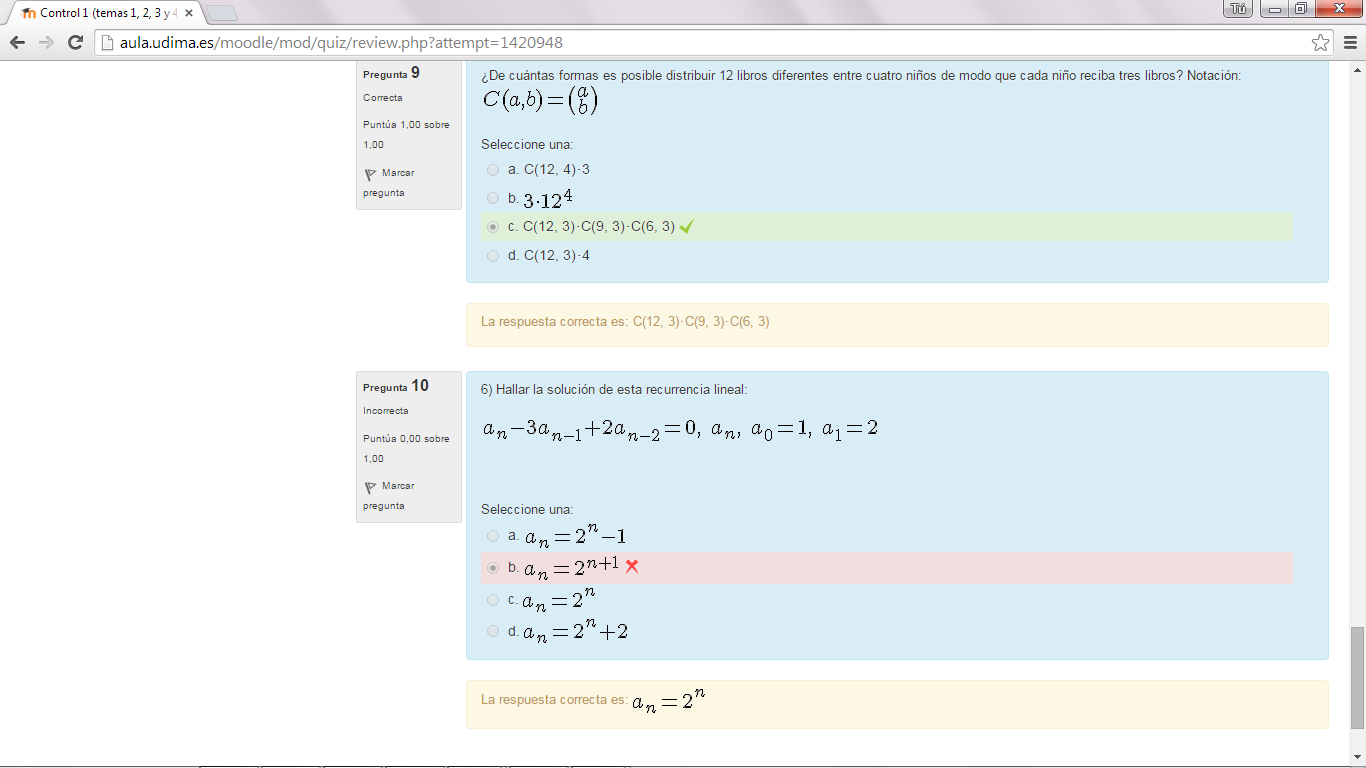 Control 1 (temas 1, 2, 3 y 4
Tú
aula.udima.es/moodle/mod/quiz/review.php?attempt=1420948
Pregunta 9
Correcta
Puntúa 1,00 sobre
1,00
Marcar
pregunta
¿De cuántas formas es posible distribuir 12 libros diferentes entre cuatro niños de modo que cada niño reciba tres libros? Notación:
C(a,b)=(a b)
Seleccione una:
a. C(12, 4)·3
b. 3·12^4
c. C(12, 3)·C(9, 3)·C(6, 3)
d. C(12, 3)·4
La respuesta correcta es: C(12, 3)·C(9, 3)·C(6, 3)
Pregunta 10
Incorrecta
Puntúa 0,00 sobre
1,00
Marcar
pregunta
6) Hallar la solución de esta recurrencia lineal:
a_n−3a_{n−1}+2a_{n−2}=0, a_n, a_0=1, a_1=2
Seleccione una:
a. a_n=2^n−1
b. a_n=2^{n+1}
c. a_n=2^n
d. a_n=2^n+2
La respuesta correcta es: a_n=2^n